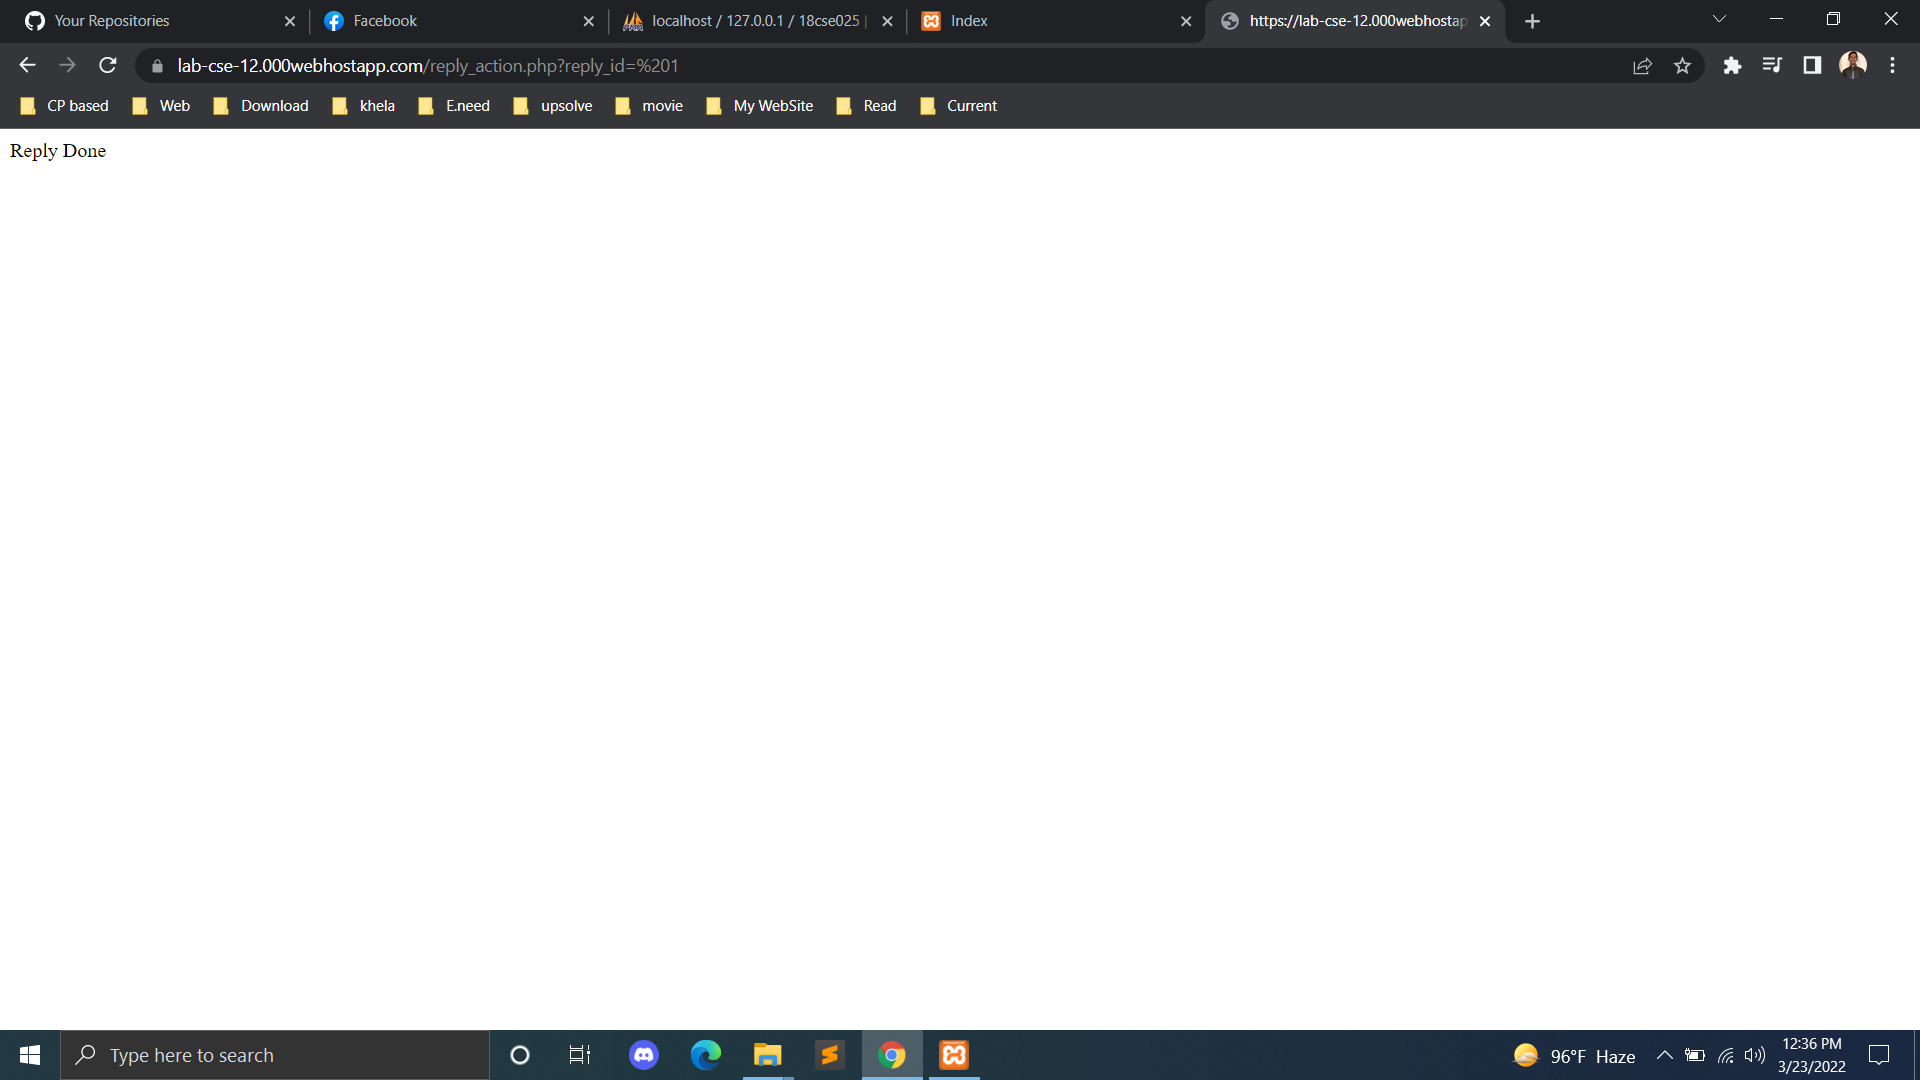 Your Repositories
Facebook
localhost / 127.0.0.1 / 18cse025 |
Index
https://lab-cse-12.000webhostap
lab-cse-12.000webhostapp.com/reply_action.php?reply_id=%201
CP based
Web
Download
khela
E.need
upsolve
movie
My WebSite
Read
Current
Reply Done
Type here to search
96°F Haze
12:36 PM
3/23/2022